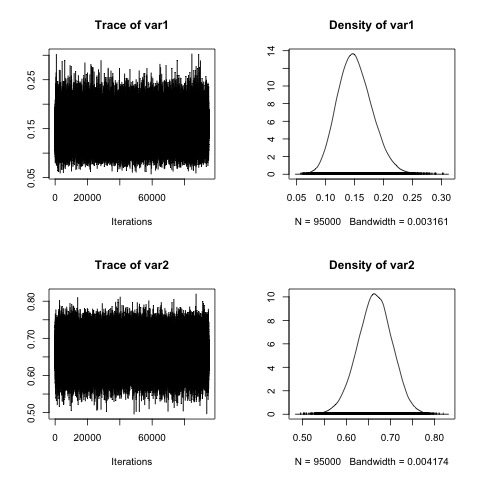 Trace of var1
0.05 0.15 0.25
0 20000 60000
Iterations
Density of var1
0 2 4 6 8 10 14
0.05 0.10 0.15 0.20 0.25 0.30
N = 95000 Bandwidth = 0.003161
Trace of var2
0.50 0.60 0.70 0.80
0 20000 60000
Iterations
Density of var2
0 2 4 6 8 10
0.50 0.60 0.70 0.80
N = 95000 Bandwidth = 0.004174